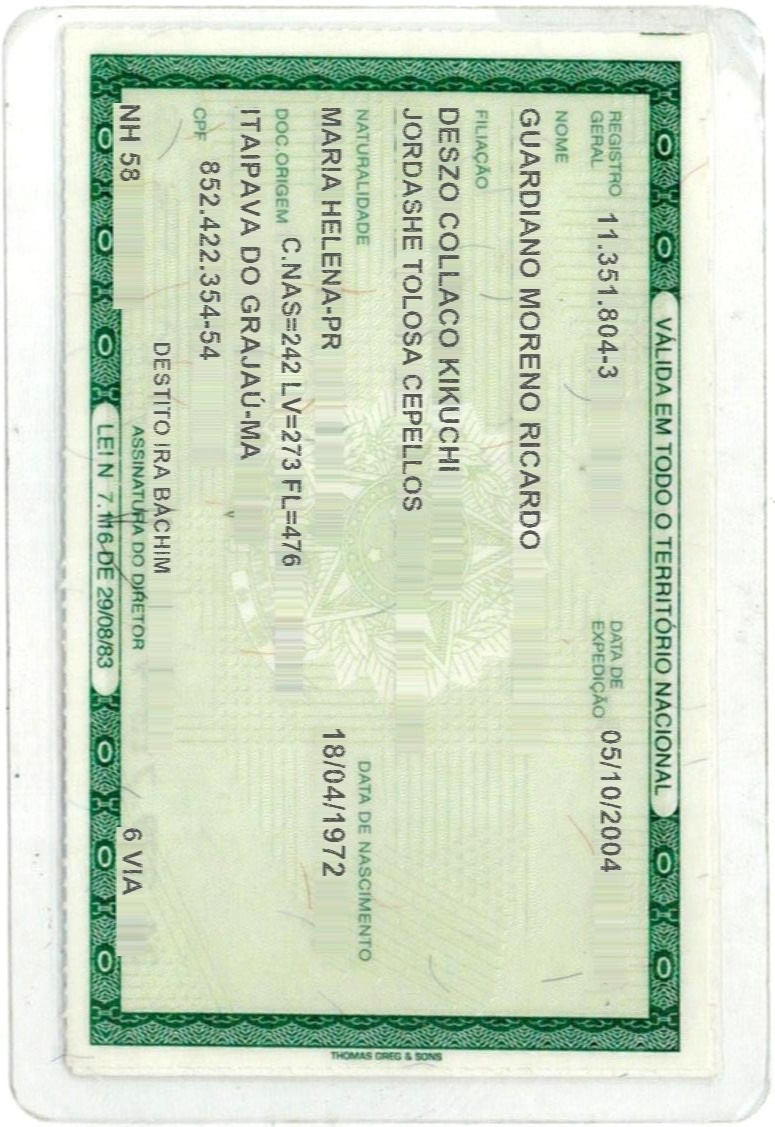 VÁLIDA EM TODO O TERRITÓRIO NACIONAL
REGISTRO GERAL 11.351.804-3 DATA DE EXPEDIÇÃO 05/10/2004
NOME
GUARDIANO MORENO RICARDO
FILIAÇÃO
DESZO COLLACO KIKUCHI
JORDASHE TOLOSA CEPELLOS
NATURALIDADE DATA DE NASCIMENTO
MARIA HELENA-PR 18/04/1972
DOC.ORIGEM C.NAS=242 LV=273 FL=476
ITAIPAVA DO GRAJAÚ-MA
CPF 852.422.354-54
DESTITO IRA BACHIM
NH 58 6 VIA
ASSINATURA DO DIRETOR
LEI N 7.116 DE 29/08/83
THOMAS GREG & SONS